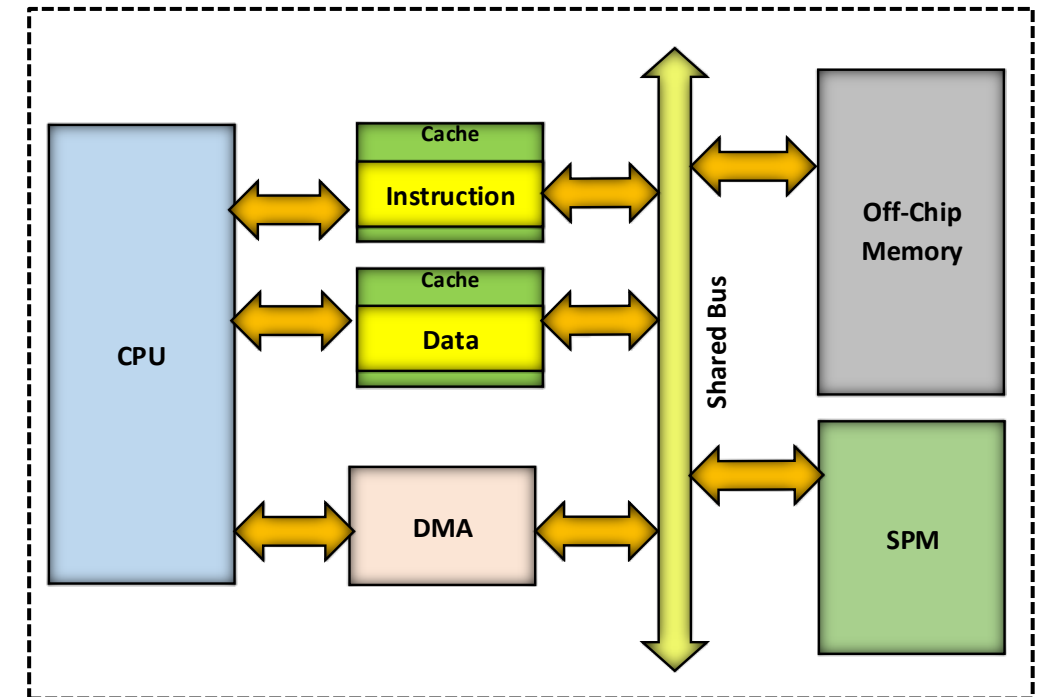 CPU
Cache
Instruction
Cache
Data
DMA
Shared Bus
Off-Chip
Memory
SPM